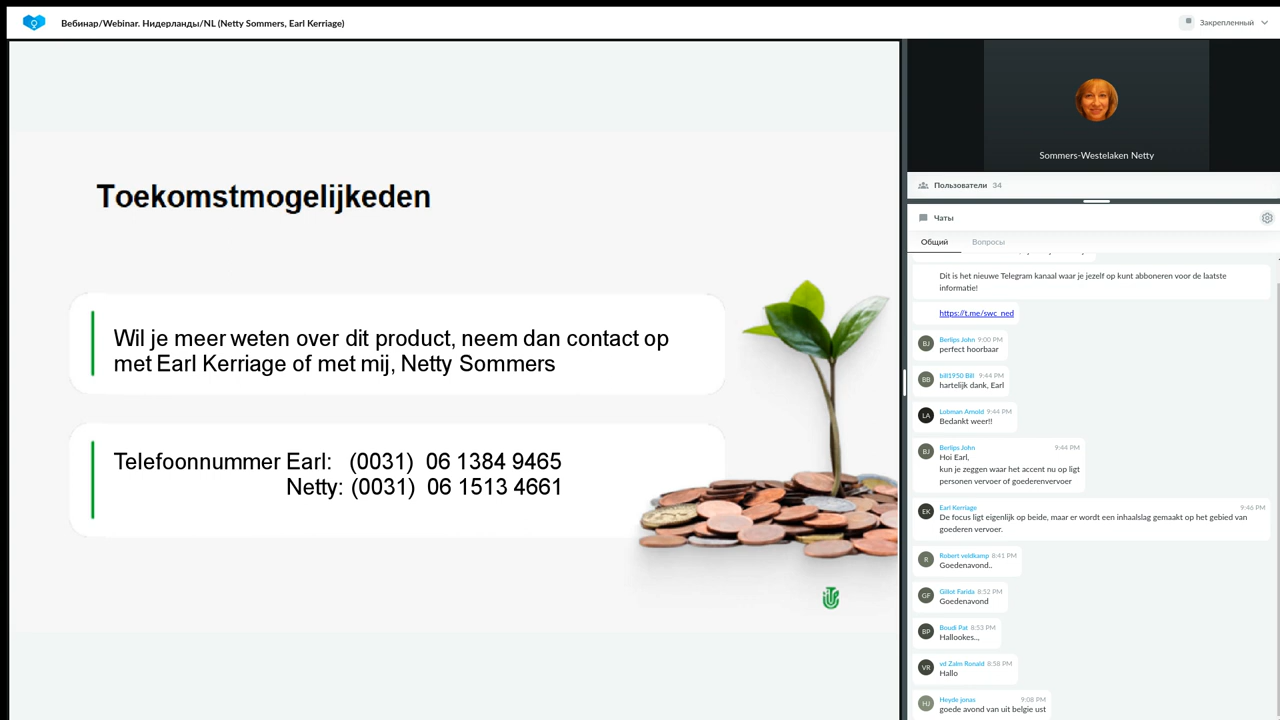 Вебинар/Webinar. Нидерланды/NL (Netty Sommers, Earl Kerriage)
Закрепленный
Toekomstmogelijkeden
Wil je meer weten over dit product, neem dan contact op
met Earl Kerriage of met mij, Netty Sommers
Telefoonnummer Earl: (0031) 06 1384 9465
Netty: (0031) 06 1513 4661
Sommers-Westelaken Netty
Пользователи 34
Чаты
Общий Вопросы
Dit is het nieuwe Telegram kanaal waar je jezelf op kunt abboneren voor de laatste
informatie!
https://t.me/swc_ned
BJ Berlips John 9:00 PM
perfect hoorbaar
BB bill1950 Bill 9:44 PM
hartelijk dank, Earl
LA Lobman Arnold 9:44 PM
Bedankt weer!!
BJ Berlips John 9:44 PM
Hoi Earl,
kun je zeggen waar het accent nu op ligt
personen vervoer of goederenvervoer
EK Earl Kerriage 9:46 PM
De focus ligt eigenlijk op beide, maar er wordt een inhaalslag gemaakt op het gebied van
goederen vervoer.
R Robert veldkamp 8:41 PM
Goedenavond..
GF Gillot Farida 8:52 PM
Goedenavond
BP Boudi Pat 8:53 PM
Hallookes..,
VR vd Zalm Ronald 8:58 PM
Hallo
HJ Heyde jonas 9:08 PM
goede avond van uit belgie ust